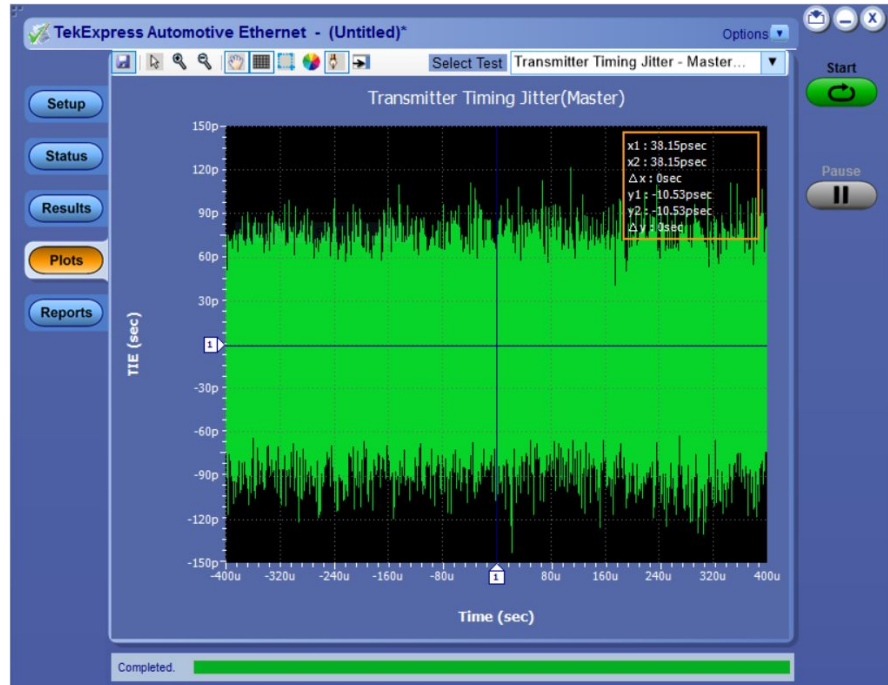 TekExpress Automotive Ethernet - (Untitled)*
Options
Select Test Transmitter Timing Jitter - Master...
Start
Pause
Setup
Status
Results
Plots
Reports
Transmitter Timing Jitter(Master)
x1 : 38.15psec
x2 : 38.15psec
Δx : 0sec
y1 : -10.53psec
y2 : -10.53psec
Δy : 0sec
150p
120p
90p
60p
30p
1
-30p
-60p
-90p
-120p
-150p
TIE (sec)
-400u -320u -240u -160u -80u 1 80u 160u 240u 320u 400u
Time (sec)
Completed.